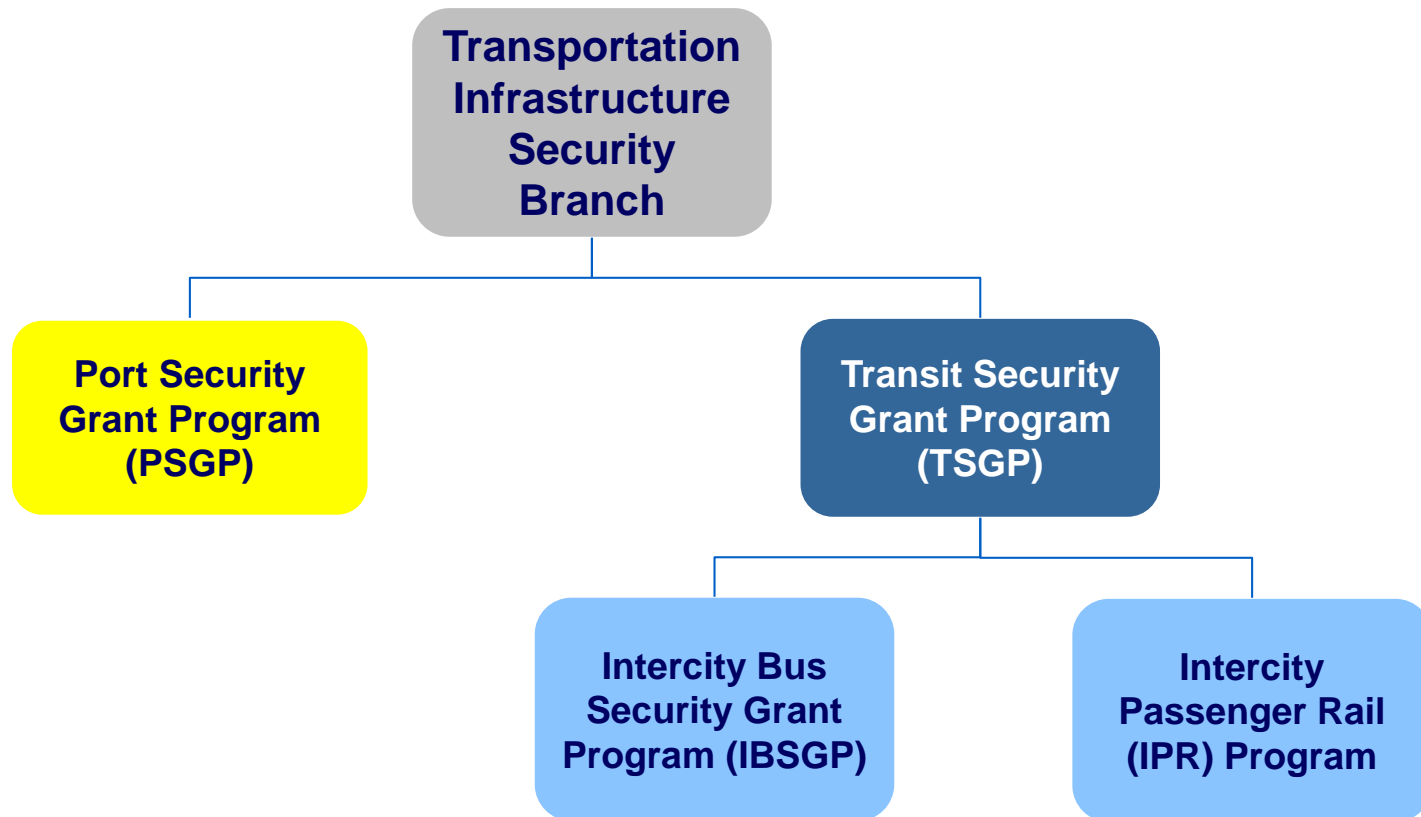 Transportation
Infrastructure
Security
Branch
Port Security
Grant Program
(PSGP)
Transit Security
Grant Program
(TSGP)
Intercity Bus
Security Grant
Program (IBSGP)
Intercity
Passenger Rail
(IPR) Program